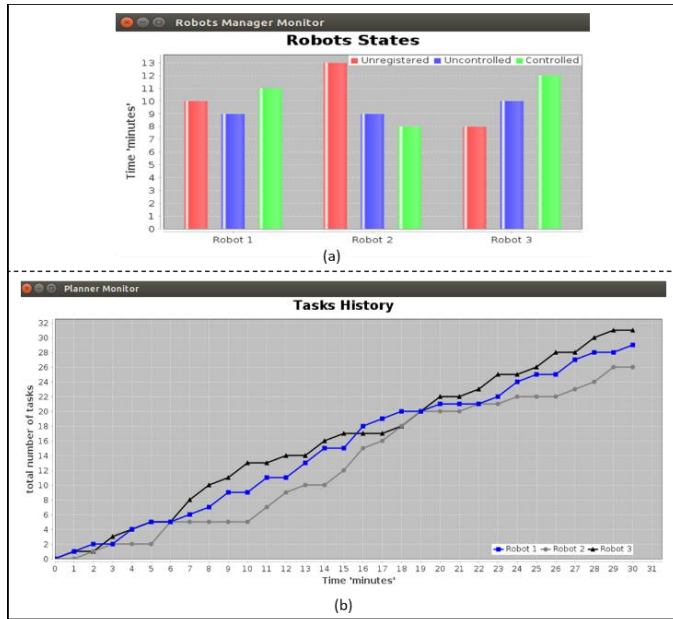 Robots Manager Monitor
Robots States
Unregistered Uncontrolled Controlled
Time 'minutes'
13
12
11
10
9
8
7
6
5
4
3
2
1
0
Robot 1 Robot 2 Robot 3
(a)
Planner Monitor
Tasks History
total number of tasks
32
30
28
26
24
22
20
18
16
14
12
10
8
6
4
2
0
Robot 1 Robot 2 Robot 3
0 1 2 3 4 5 6 7 8 9 10 11 12 13 14 15 16 17 18 19 20 21 22 23 24 25 26 27 28 29 30 31
Time 'minutes'
(b)